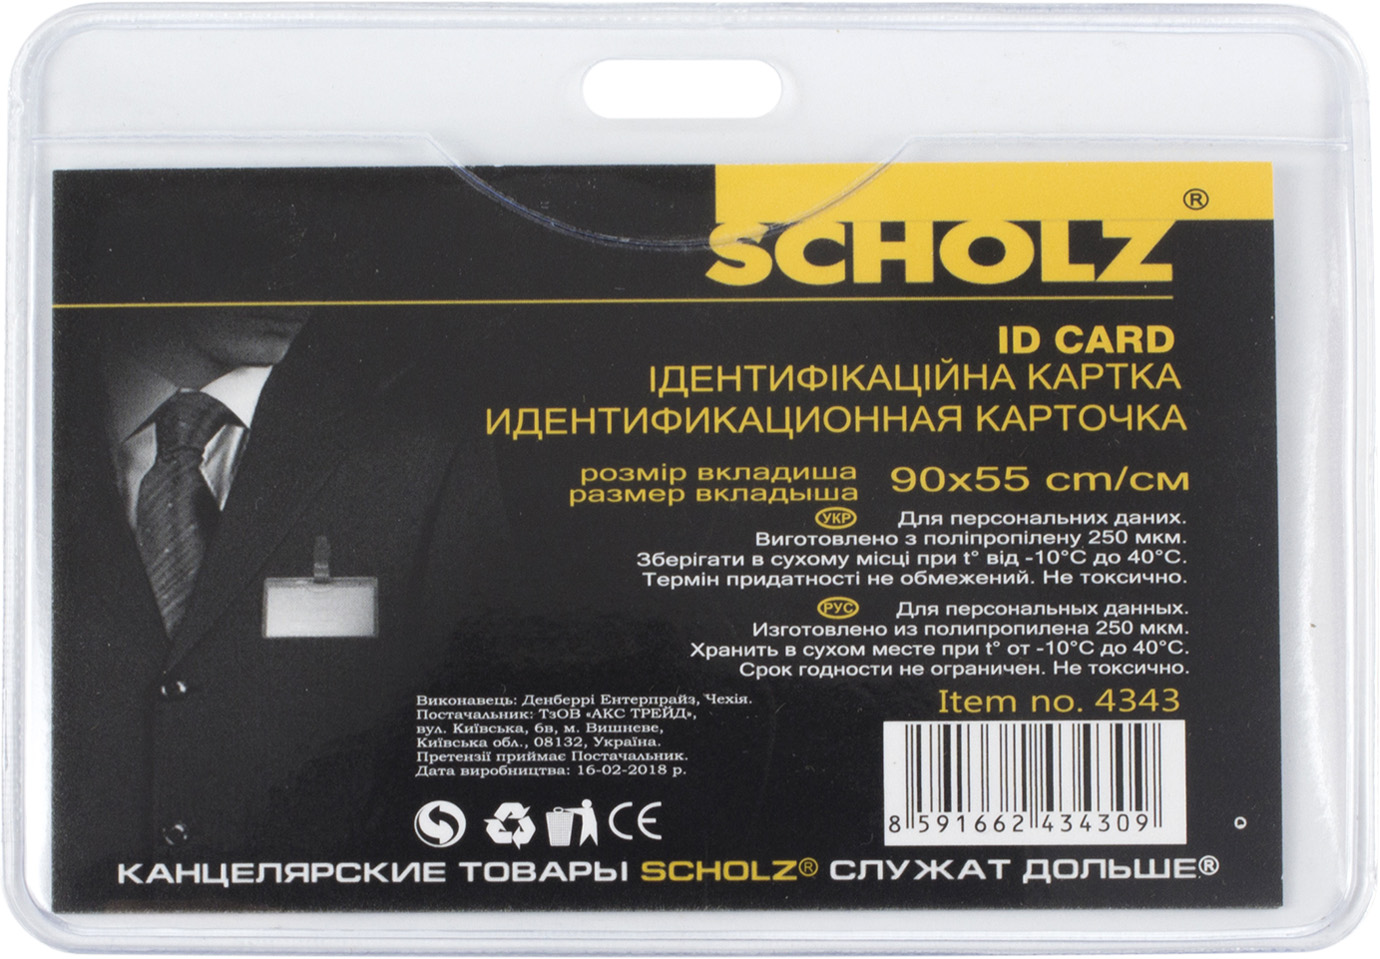 SCHOLZ®
ID CARD
ІДЕНТИФІКАЦІЙНА КАРТКА
ИДЕНТИФИКАЦИОННАЯ КАРТОЧКА
розмір вкладиша
размер вкладыша
90x55 cm/см
УКР Для персональних даних.
Виготовлено з поліпропілену 250 мкм.
Зберігати в сухому місці при t° від -10°C до 40°C.
Термін придатності не обмежений. Не токсично.
РУС Для персональных данных.
Изготовлено из полипропилена 250 мкм.
Хранить в сухом месте при t° от -10°C до 40°C.
Срок годности не ограничен. Не токсично.
Item no. 4343
Виконавець: Денберрі Ентерпрайз, Чехія.
Постачальник: ТзОВ «АКС ТРЕЙД»,
вул. Київська, 6в, м. Вишневе,
Київська обл., 08132, Україна.
Претензії приймає Постачальник.
Дата виробництва: 16-02-2018 р.
CE
8 591662 434309
КАНЦЕЛЯРСКИЕ ТОВАРЫ SCHOLZ® СЛУЖАТ ДОЛЬШЕ®